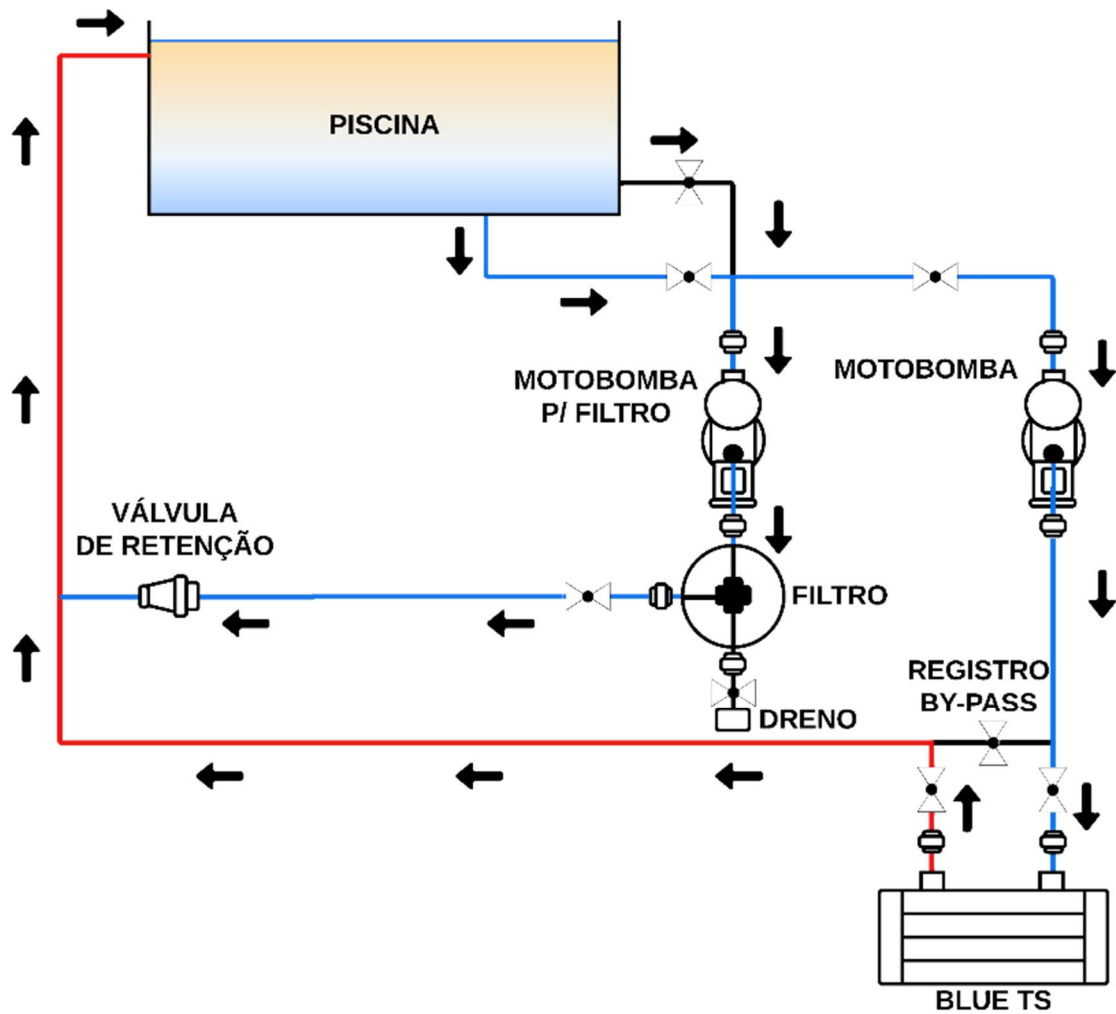 PISCINA
MOTOBOMBA
P/ FILTRO
MOTOBOMBA
VÁLVULA
DE RETENÇÃO
FILTRO
REGISTRO
BY-PASS
DRENO
BLUE TS